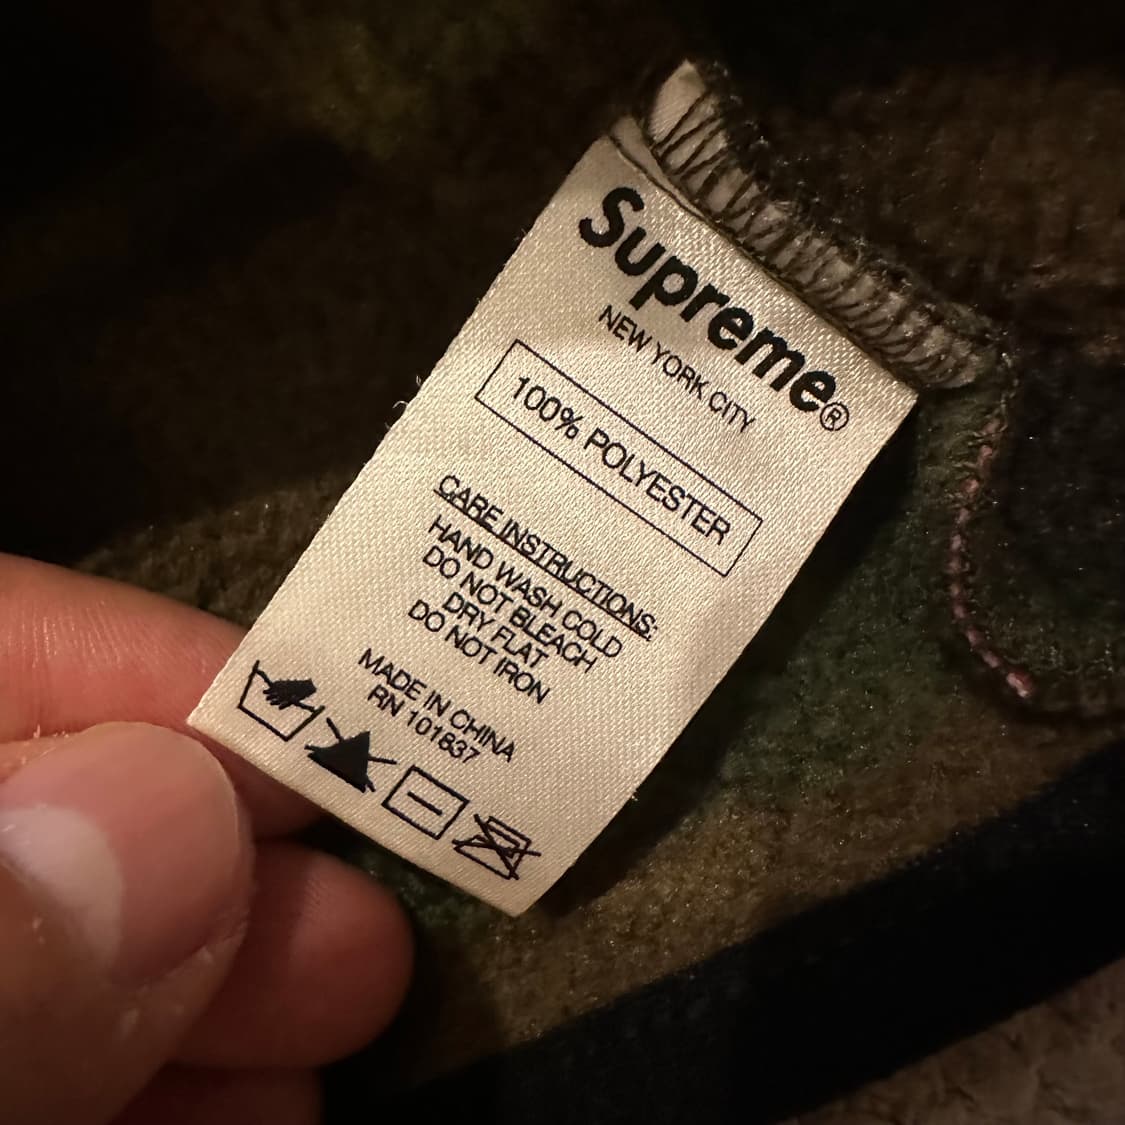 Supreme®
NEW YORK CITY
100% POLYESTER
CARE INSTRUCTIONS:
HAND WASH COLD
DO NOT BLEACH
DRY FLAT
DO NOT IRON
MADE IN CHINA
RN 101837